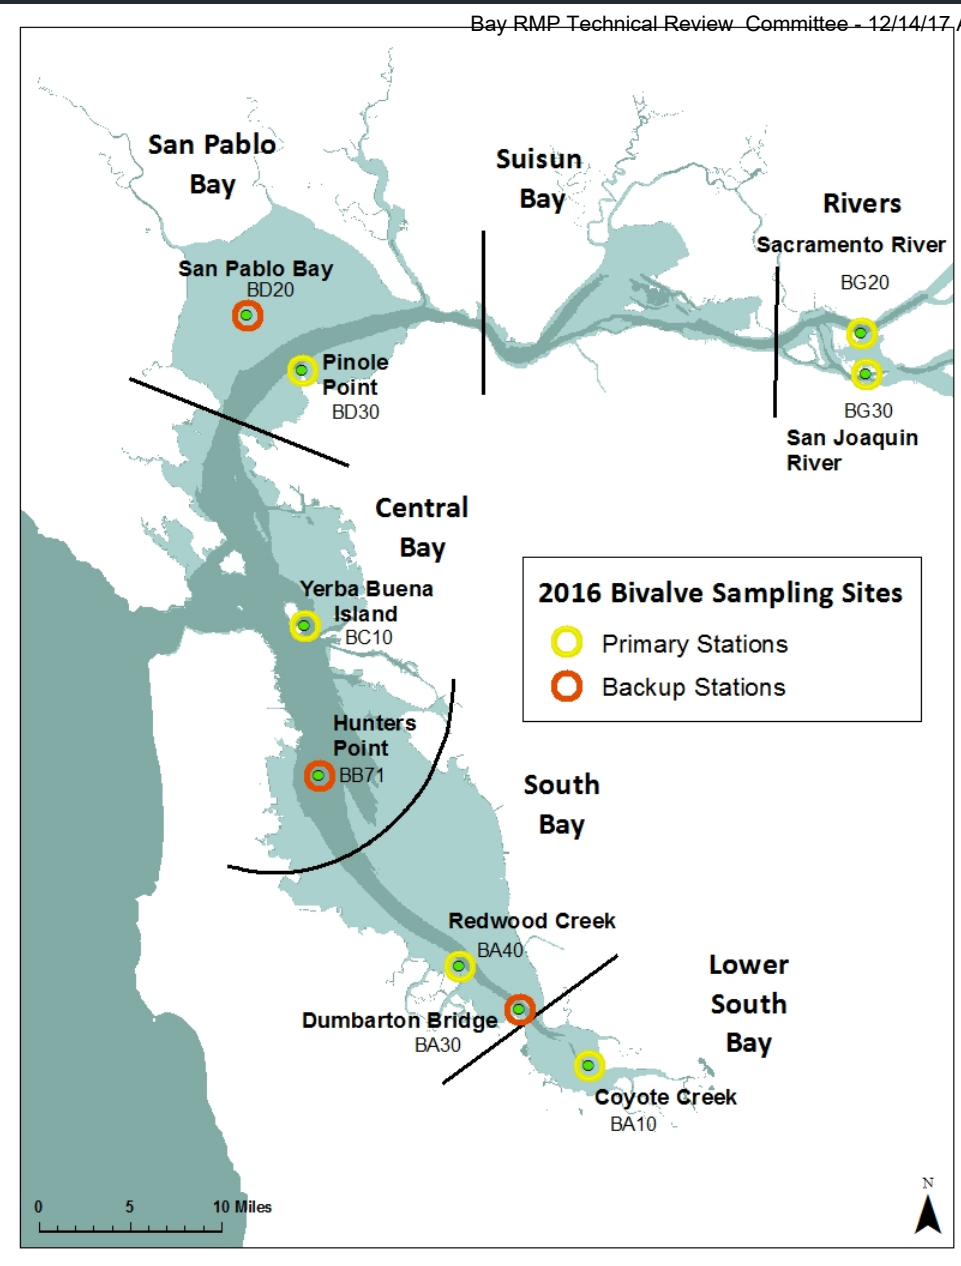 Bay RMP Technical Review Committee - 12/14/17 A
San Pablo
Bay
Suisun
Bay
Rivers
Sacramento River
BG20
San Pablo Bay
BD20
Pinole
Point
BD30
BG30
San Joaquin
River
Central
Bay
Yerba Buena
Island
BC10
2016 Bivalve Sampling Sites
Primary Stations
Backup Stations
Hunters
Point
BB71
South
Bay
Redwood Creek
BA40
Lower
South
Bay
Dumbarton Bridge
BA30
Coyote Creek
BA10
0 5 10 Miles
N